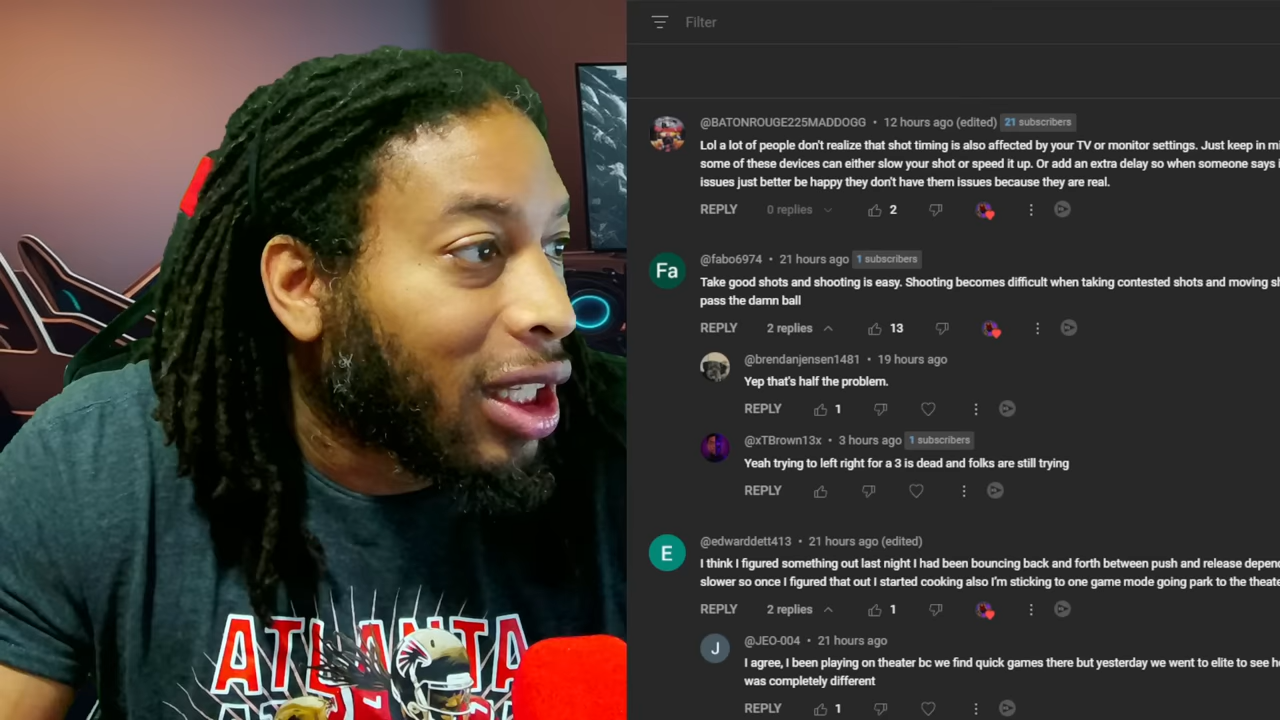 Filter
@BATONROUGE225MADDOGG • 12 hours ago (edited) 21 subscribers
Lol a lot of people don't realize that shot timing is also affected by your TV or monitor settings. Just keep in
some of these devices can either slow your shot or speed it up. Or add an extra delay so when someone says
issues just better be happy they don't have them issues because they are real.
REPLY 0 replies 2
Fa
@fabo6974 • 21 hours ago 1 subscribers
Take good shots and shooting is easy. Shooting becomes difficult when taking contested shots and moving
pass the damn ball
REPLY 2 replies 13
@brendanjensen1481 • 19 hours ago
Yep that's half the problem.
REPLY 1
@xTBrown13x • 3 hours ago 1 subscribers
Yeah trying to left right for a 3 is dead and folks are still trying
REPLY
E
@edwarddett413 • 21 hours ago (edited)
I think I figured something out last night I had been bouncing back and forth between push and release
slower so once I figured that out I started cooking also I'm sticking to one game mode going park to the
REPLY 2 replies 1
J
@JEO-004 • 21 hours ago
I agree, I been playing on theater bc we find quick games there but yesterday we went to elite to see
was completely different
REPLY 1
ATLANTA